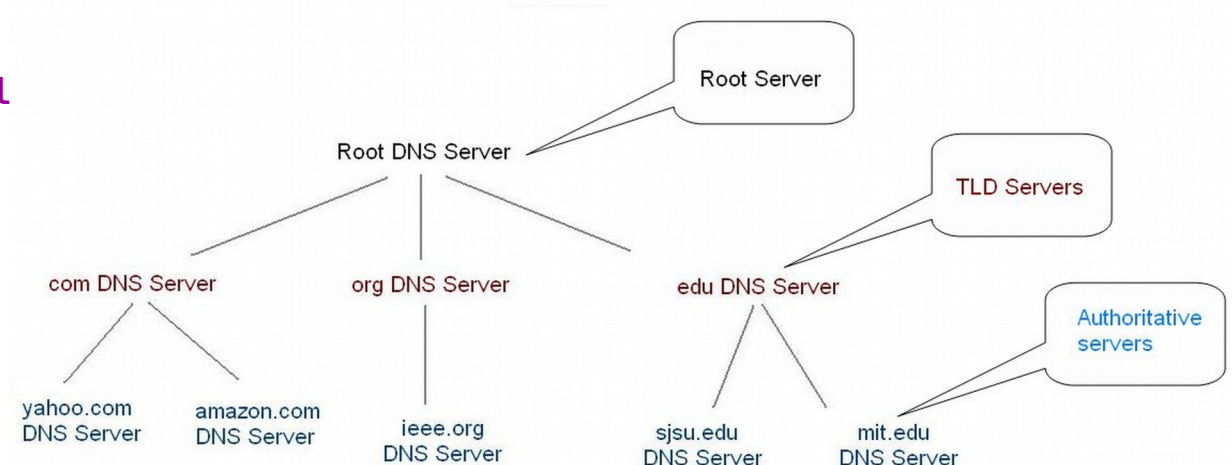 Root Server
Root DNS Server
TLD Servers
com DNS Server
org DNS Server
edu DNS Server
Authoritative
servers
yahoo.com
DNS Server
amazon.com
DNS Server
ieee.org
DNS Server
sjsu.edu
DNS Server
mit.edu
DNS Server